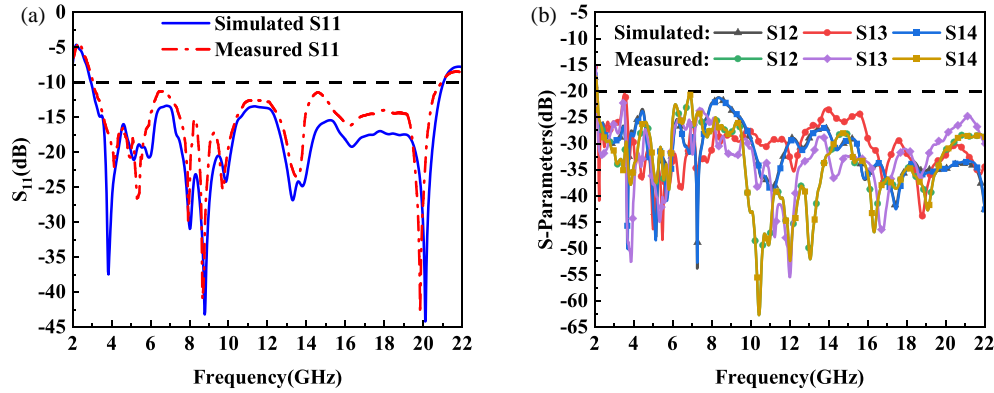 (a)
Simulated S11
Measured S11
-5
0
-5
-10
-15
-20
-25
-30
-35
-40
-45
S11(dB)
2 4 6 8 10 12 14 16 18 20 22
Frequency(GHz)
(b)
Simulated: S12 S13 S14
Measured: S12 S13 S14
-5
-10
-15
-20
-25
-30
-35
-40
-45
-50
-55
-60
-65
S-Parameters(dB)
2 4 6 8 10 12 14 16 18 20 22
Frequency(GHz)